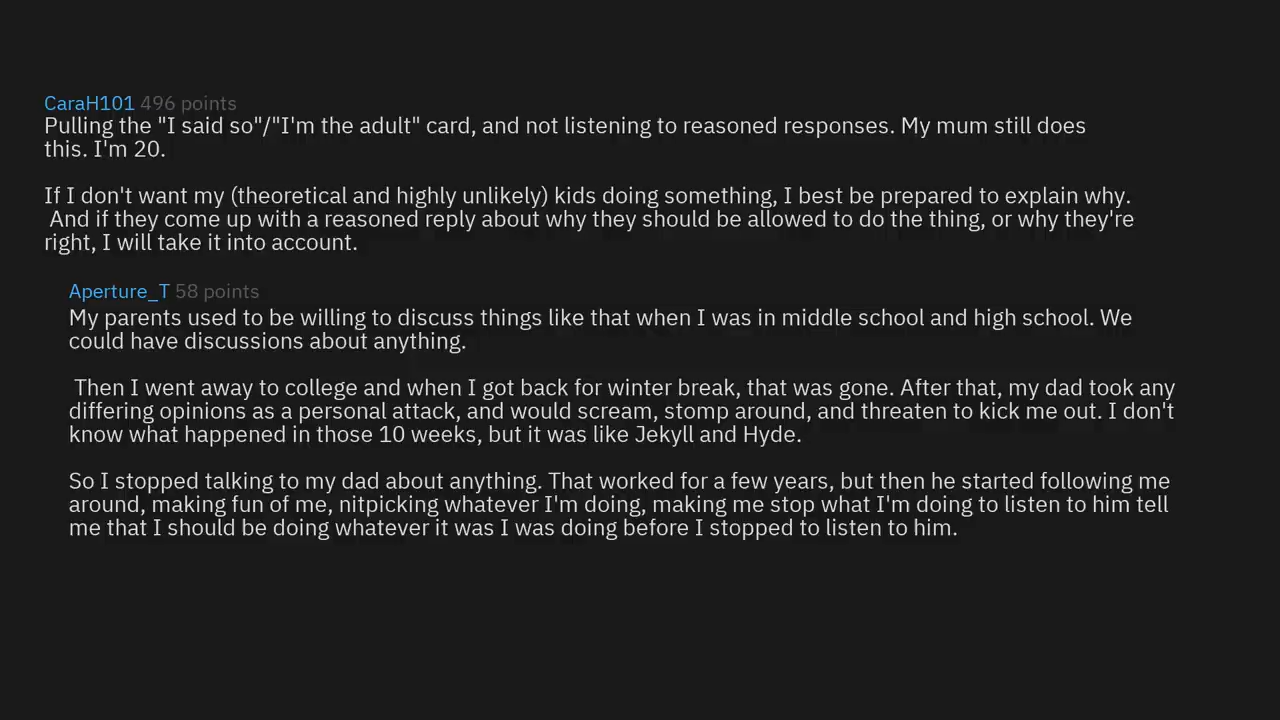 CaraH101 496 points
Pulling the "I said so"/"I'm the adult" card, and not listening to reasoned responses. My mum still does
this. I'm 20.
If I don't want my (theoretical and highly unlikely) kids doing something, I best be prepared to explain why.
And if they come up with a reasoned reply about why they should be allowed to do the thing, or why they're
right, I will take it into account.
Aperture_T 58 points
My parents used to be willing to discuss things like that when I was in middle school and high school. We
could have discussions about anything.
Then I went away to college and when I got back for winter break, that was gone. After that, my dad took any
differing opinions as a personal attack, and would scream, stomp around, and threaten to kick me out. I don't
know what happened in those 10 weeks, but it was like Jekyll and Hyde.
So I stopped talking to my dad about anything. That worked for a few years, but then he started following me
around, making fun of me, nitpicking whatever I'm doing, making me stop what I'm doing to listen to him tell
me that I should be doing whatever it was I was doing before I stopped to listen to him.